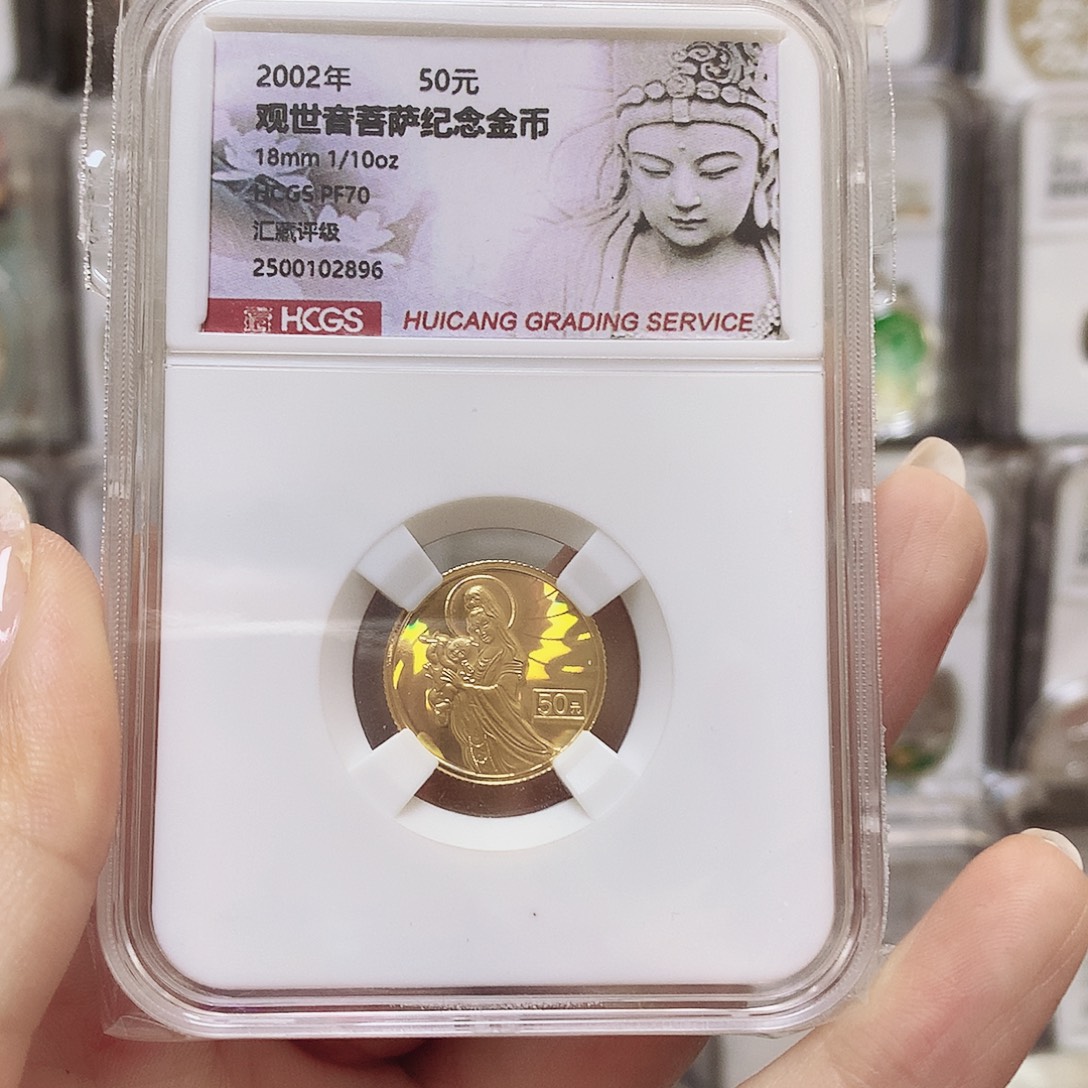 2002年 50元
观世音菩萨纪念金币
18mm 1/10oz
HCGS PF70
汇藏评级
2500102896
HCGS HUICANG GRADING SERVICE
50元